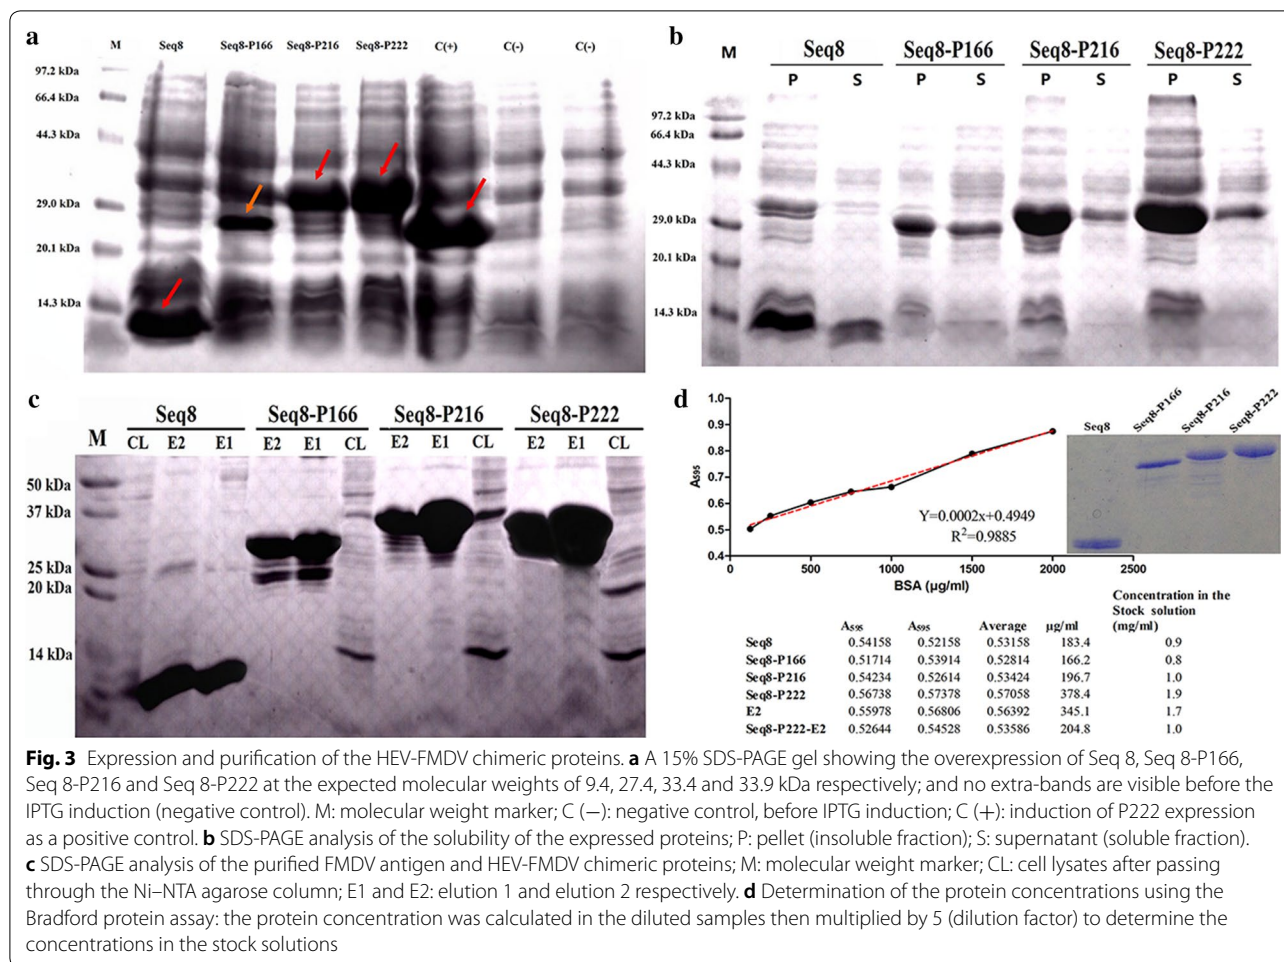 a
M Seq8 Seq8-P166 Seq8-P216 Seq8-P222 C(+) C(-) C(-)
97.2 kDa
66.4 kDa
44.3 kDa
29.0 kDa
20.1 kDa
14.3 kDa
b
Seq8 Seq8-P166 Seq8-P216 Seq8-P222
M P S P S P S P S
97.2 kDa
66.4 kDa
44.3 kDa
29.0 kDa
20.1 kDa
14.3 kDa
c
Seq8 Seq8-P166 Seq8-P216 Seq8-P222
M CL E2 E1 E2 E1 CL E2 E1 CL E2 E1 CL
50 kDa
37 kDa
25 kDa
20 kDa
14 kDa
d
1.0
0.9
0.8
0.7
0.6
0.5
0.4
A595
0 500 1000 1500 2000 2500
BSA (µg/ml)
Y=0.0002x+0.4949
R2=0.9885
Seq8 Seq8-P166 Seq8-P216 Seq8-P222
Concentration in the
Stock solution
A595 A595 Average µg/ml (mg/ml)
Seq8 0.54158 0.52158 0.53158 183.4 0.9
Seq8-P166 0.51714 0.53914 0.52814 166.2 0.8
Seq8-P216 0.54234 0.52614 0.53424 196.7 1.0
Seq8-P222 0.56738 0.57378 0.57058 378.4 1.9
E2 0.55978 0.56806 0.56392 345.1 1.7
Seq8-P222-E2 0.52644 0.54528 0.53586 204.8 1.0
Fig. 3 Expression and purification of the HEV-FMDV chimeric proteins. a A 15% SDS-PAGE gel showing the overexpression of Seq 8, Seq 8-P166,
Seq 8-P216 and Seq 8-P222 at the expected molecular weights of 9.4, 27.4, 33.4 and 33.9 kDa respectively; and no extra-bands are visible before the
IPTG induction (negative control). M: molecular weight marker; C (−): negative control, before IPTG induction; C (+): induction of P222 expression
as a positive control. b SDS-PAGE analysis of the solubility of the expressed proteins; P: pellet (insoluble fraction); S: supernatant (soluble fraction).
c SDS-PAGE analysis of the purified FMDV antigen and HEV-FMDV chimeric proteins; M: molecular weight marker; CL: cell lysates after passing
through the Ni–NTA agarose column; E1 and E2: elution 1 and elution 2 respectively. d Determination of the protein concentrations using the
Bradford protein assay: the protein concentration was calculated in the diluted samples then multiplied by 5 (dilution factor) to determine the
concentrations in the stock solutions